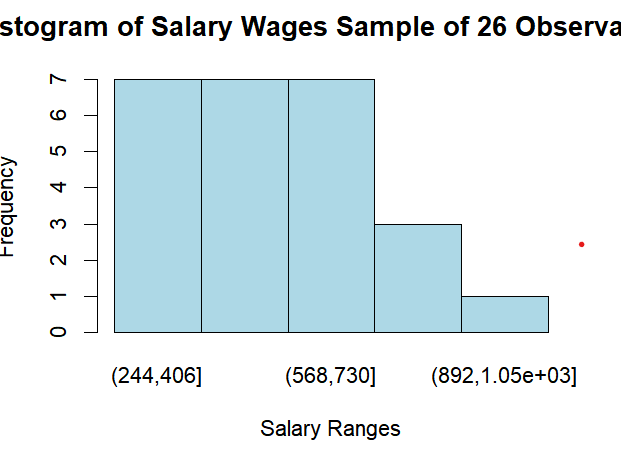 stogram of Salary Wages Sample of 26 Observa
Frequency
7
6
5
4
3
2
1
0
(244,406]
(568,730]
(892,1.05e+03]
Salary Ranges